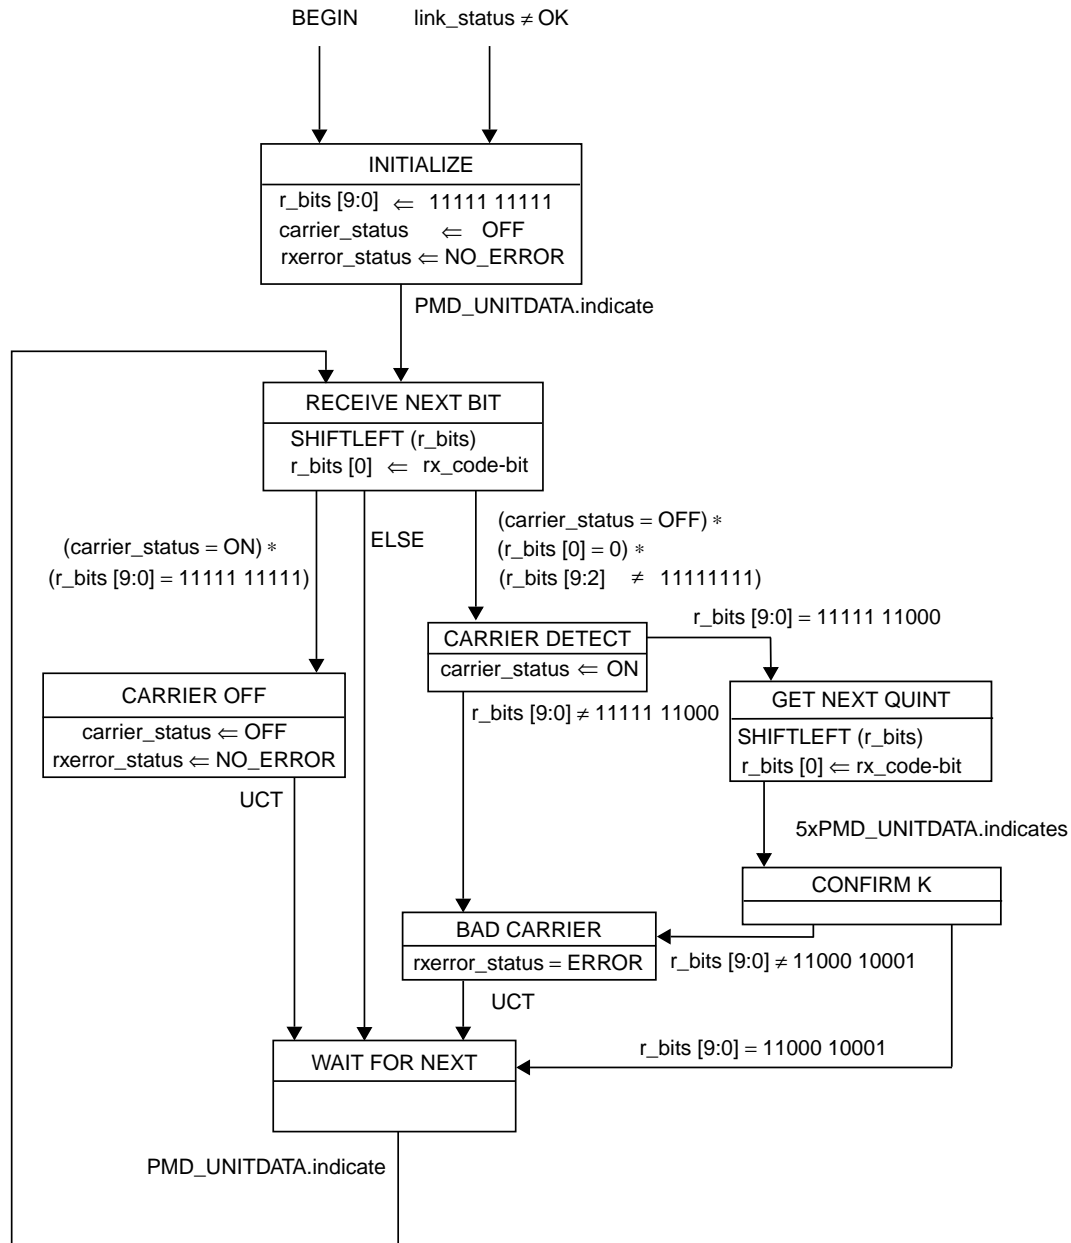 BEGIN
link_status ≠ OK
INITIALIZE
r_bits [9:0] ⇐ 11111 11111
carrier_status ⇐ OFF
rxerror_status ⇐ NO_ERROR
PMD_UNITDATA.indicate
RECEIVE NEXT BIT
SHIFTLEFT (r_bits)
r_bits [0] ⇐ rx_code-bit
(carrier_status = ON) *
(r_bits [9:0] = 11111 11111)
ELSE
(carrier_status = OFF) *
(r_bits [0] = 0) *
(r_bits [9:2] ≠ 11111111)
CARRIER DETECT
carrier_status ⇐ ON
r_bits [9:0] = 11111 11000
CARRIER OFF
carrier_status ⇐ OFF
rxerror_status ⇐ NO_ERROR
UCT
r_bits [9:0] ≠ 11111 11000
GET NEXT QUINT
SHIFTLEFT (r_bits)
r_bits [0] ⇐ rx_code-bit
5xPMD_UNITDATA.indicates
CONFIRM K
BAD CARRIER
rxerror_status = ERROR
r_bits [9:0] ≠ 11000 10001
UCT
r_bits [9:0] = 11000 10001
WAIT FOR NEXT
PMD_UNITDATA.indicate